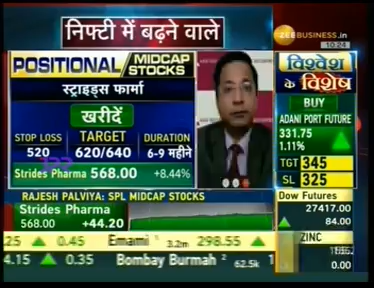 निफ्टी में बढ़ने वाले
ZEEBUSINESS.in
10:24
POSITIONAL
MIDCAP
STOCKS
स्ट्राइड्स फार्मा
खरीदें
STOP LOSS
TARGET
DURATION
520
620/640
6-9 महीने
Strides Pharma 568.00 +8.44%
विश्वेश
के विशेष
BUY
ADANI PORT FUTURE
331.75
1.11%
TGT 345
SL 325
RAJESH PALVIYA: SPL MIDCAP STOCKS
Strides Pharma
568.00 +44.20
Dow Futures
27417.00
84.00
ZINC
25 0.45 Emami 3.2m 298.55
4.15 0.35 Bombay Burmah 62.5k